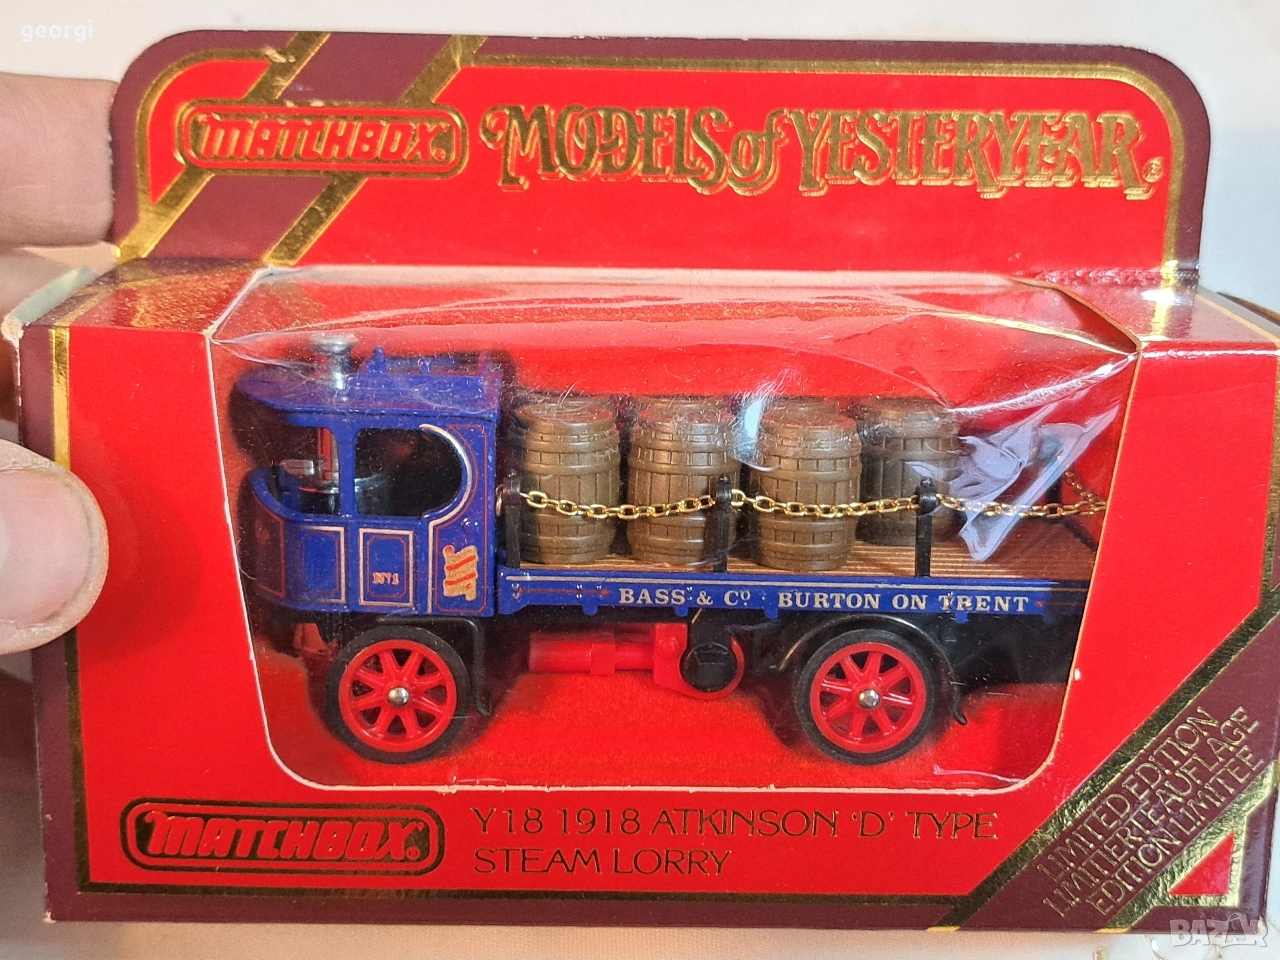 georgi
MATCHBOX®
MODELS of YESTERYEAR®
Nº1
BASS & Cº BURTON ON TRENT
MATCHBOX®
Y18 1918 ATKINSON 'D' TYPE
STEAM LORRY
LIMITED EDITION
LIMITIERTE AUFLAGE
EDITION LIMITÉE
BAZAR